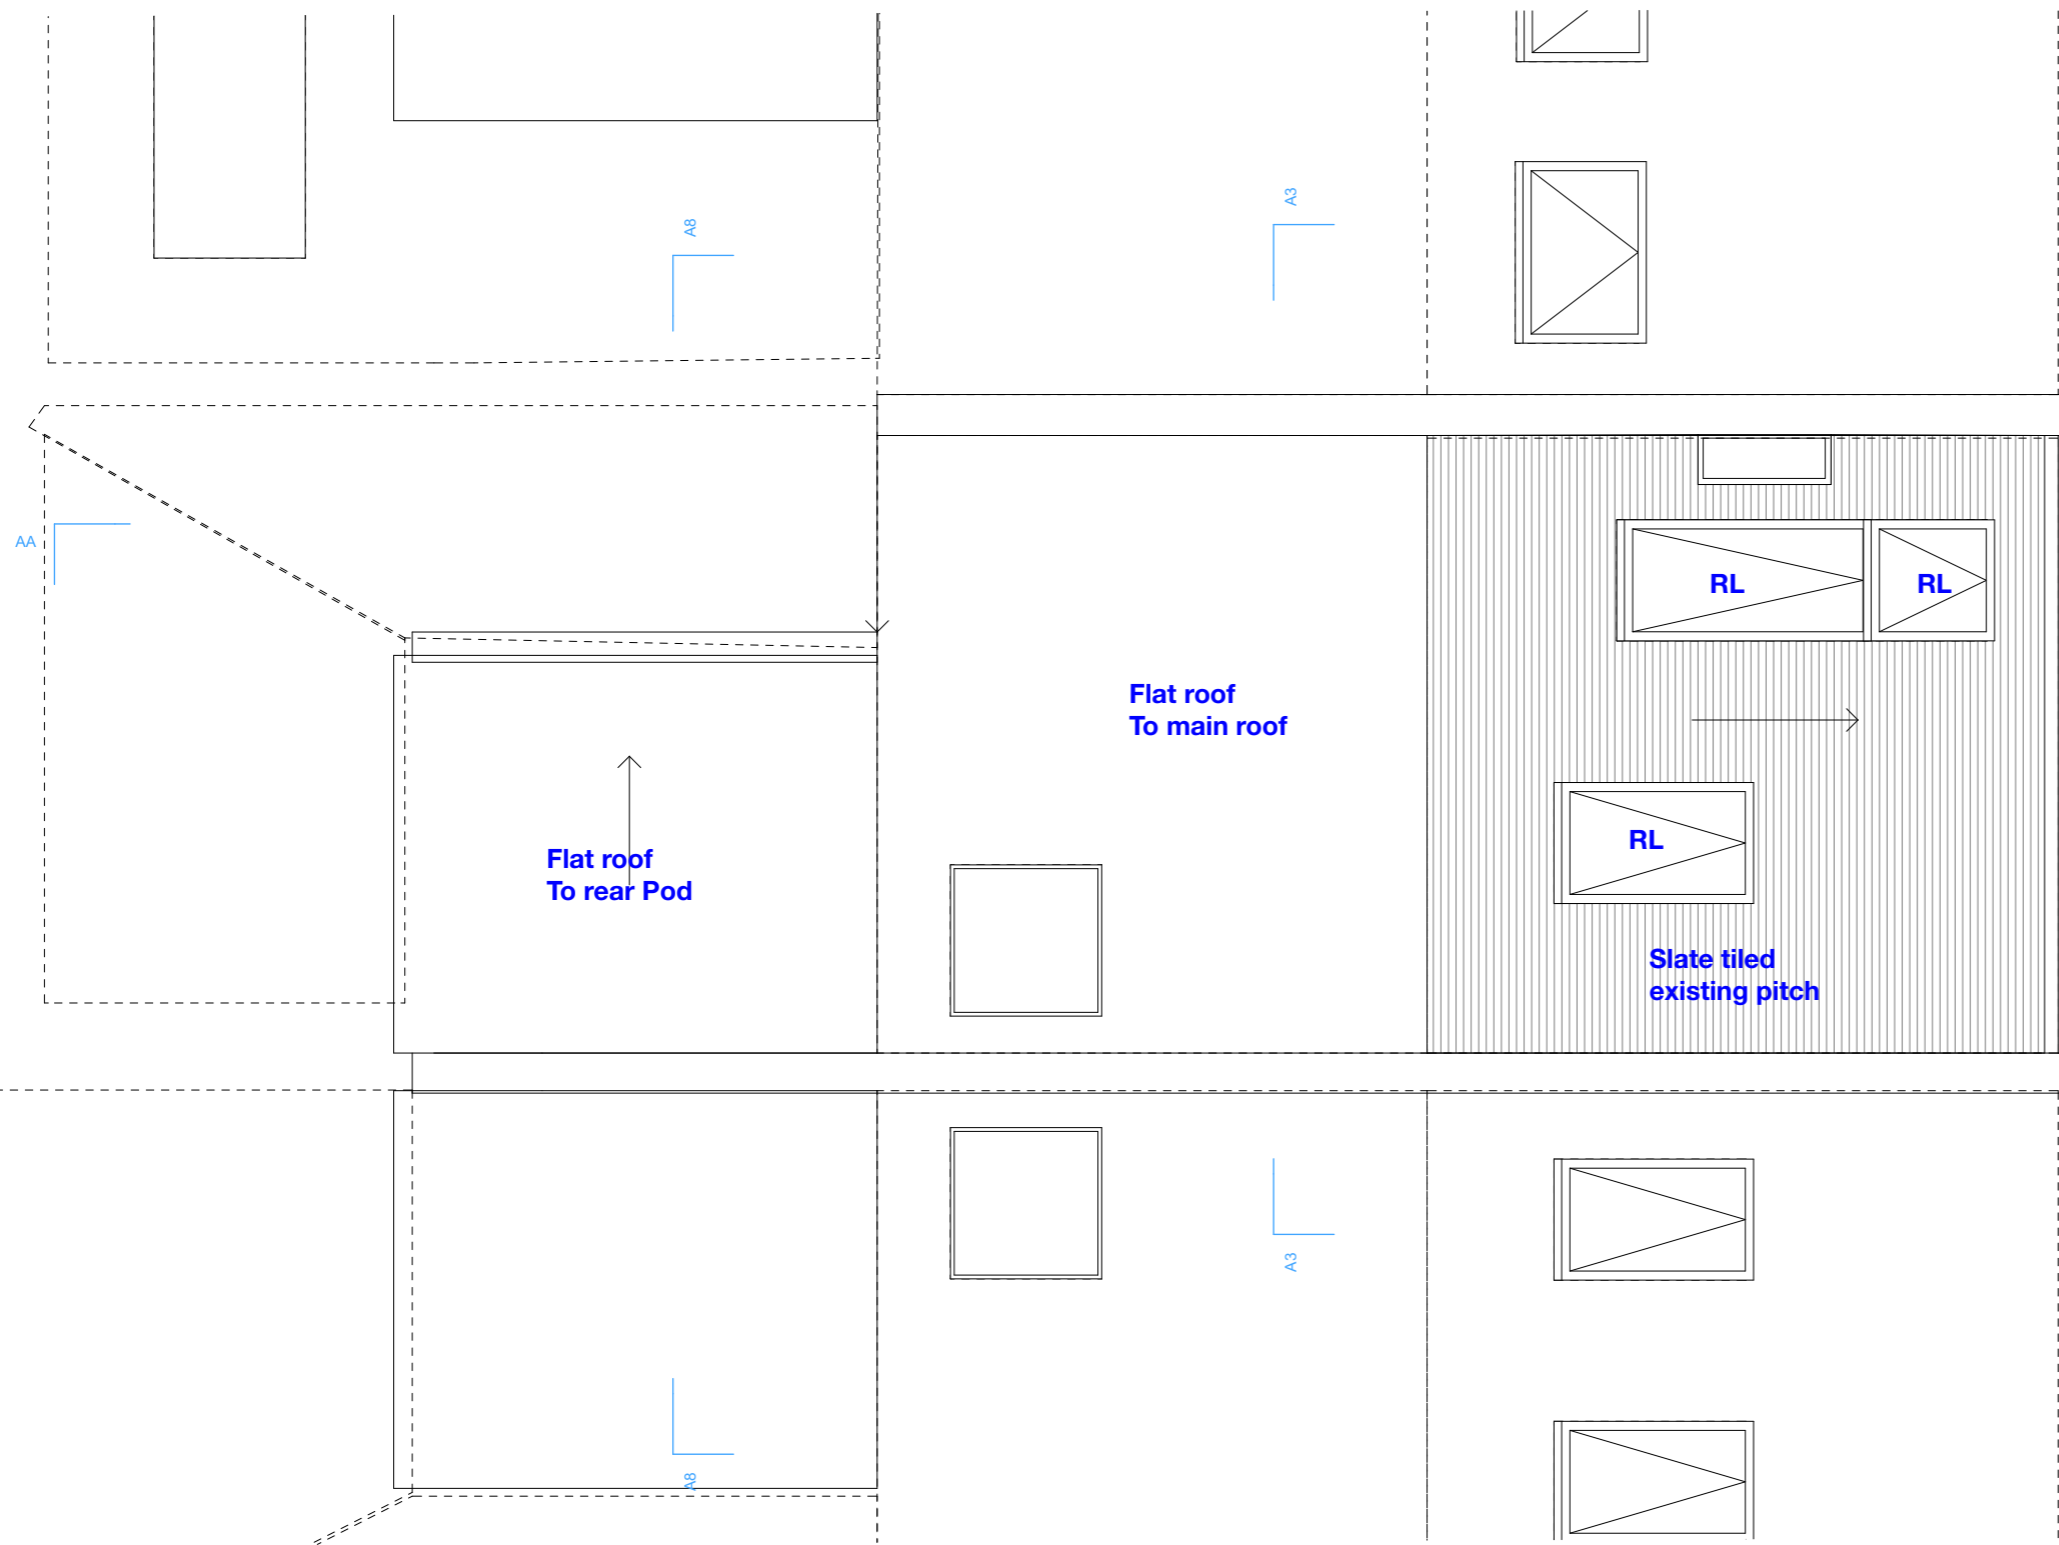 A3
A8
AA
RL
RL
Flat roof
To main roof
RL
Flat roof
To rear Pod
Slate tiled
existing pitch
A3
A8